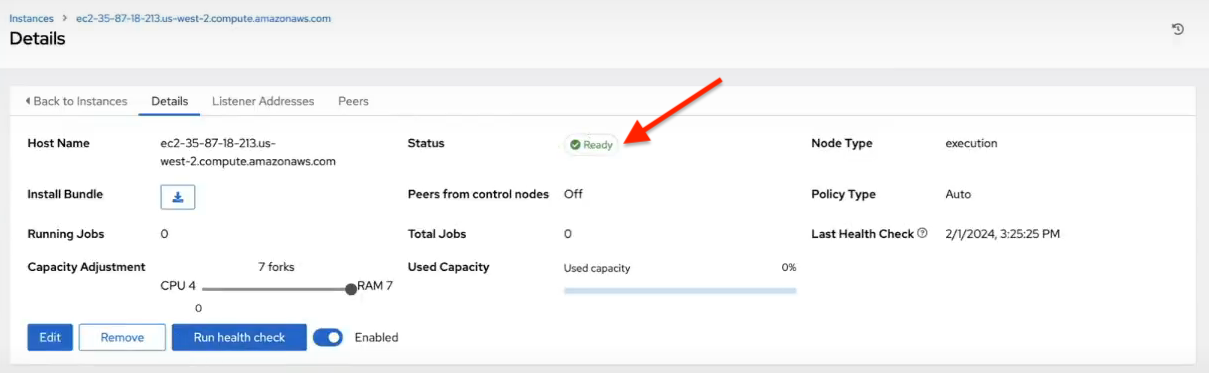 Instances > ec2-35-87-18-213.us-west-2.compute.amazonaws.com
Details
Back to Instances Details Listener Addresses Peers
Host Name ec2-35-87-18-213.us-west-2.compute.amazonaws.com Status Ready Node Type execution
Install Bundle Peers from control nodes Off Policy Type Auto
Running Jobs 0 Total Jobs 0 Last Health Check 2/1/2024, 3:25:25 PM
Capacity Adjustment 7 forks Used Capacity Used capacity 0%
CPU 4 RAM 7
0
Edit Remove Run health check Enabled